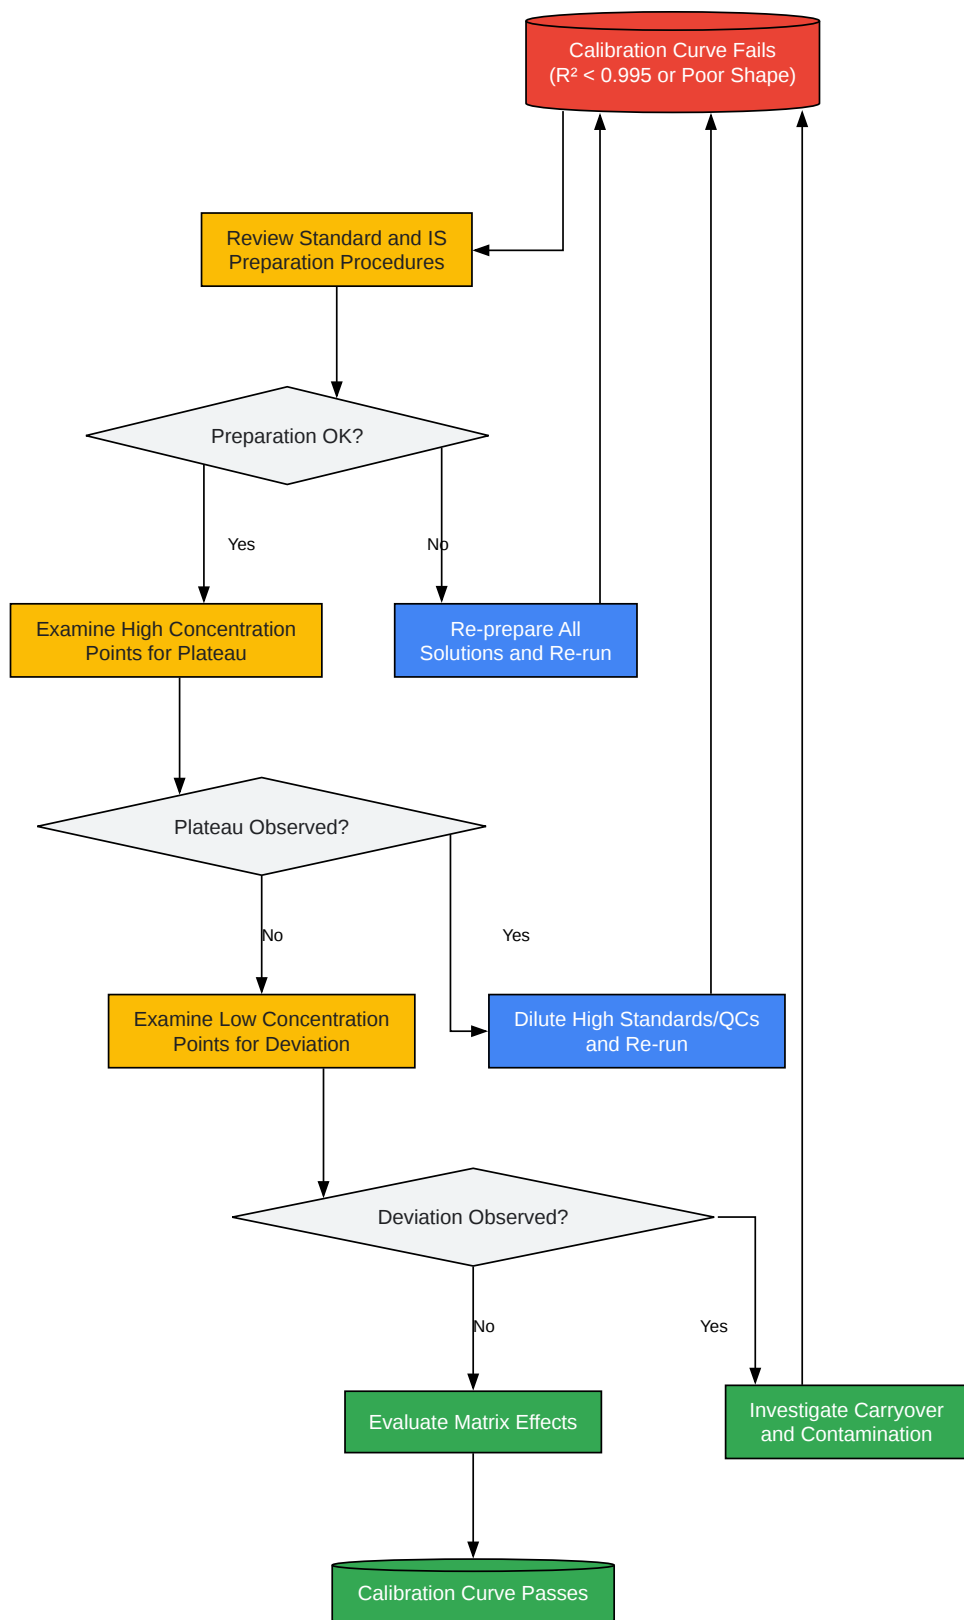 Calibration Curve Fails
(R² < 0.995 or Poor Shape)
Review Standard and IS
Preparation Procedures
Preparation OK?
Yes
No
Examine High Concentration
Points for Plateau
Re-prepare All
Solutions and Re-run
Plateau Observed?
No
Yes
Examine Low Concentration
Points for Deviation
Dilute High Standards/QCs
and Re-run
Deviation Observed?
No
Yes
Evaluate Matrix Effects
Investigate Carryover
and Contamination
Calibration Curve Passes